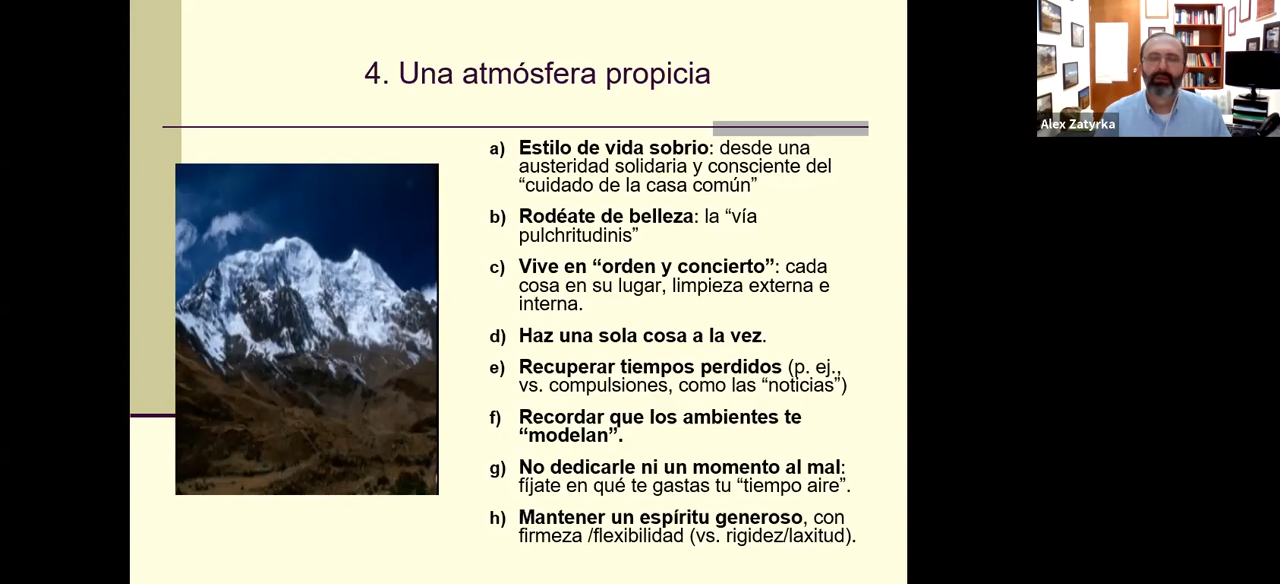 4. Una atmósfera propicia
Alex Zatyrka
a) Estilo de vida sobrio: desde una
austeridad solidaria y consciente del
“cuidado de la casa común”
b) Rodéate de belleza: la “vía
pulchritudinis”
c) Vive en “orden y concierto”: cada
cosa en su lugar, limpieza externa e
interna.
d) Haz una sola cosa a la vez.
e) Recuperar tiempos perdidos (p. ej.,
vs. compulsiones, como las “noticias”)
f) Recordar que los ambientes te
“modelan”.
g) No dedicarle ni un momento al mal:
fíjate en qué te gastas tu “tiempo aire”.
h) Mantener un espíritu generoso, con
firmeza /flexibilidad (vs. rigidez/laxitud).